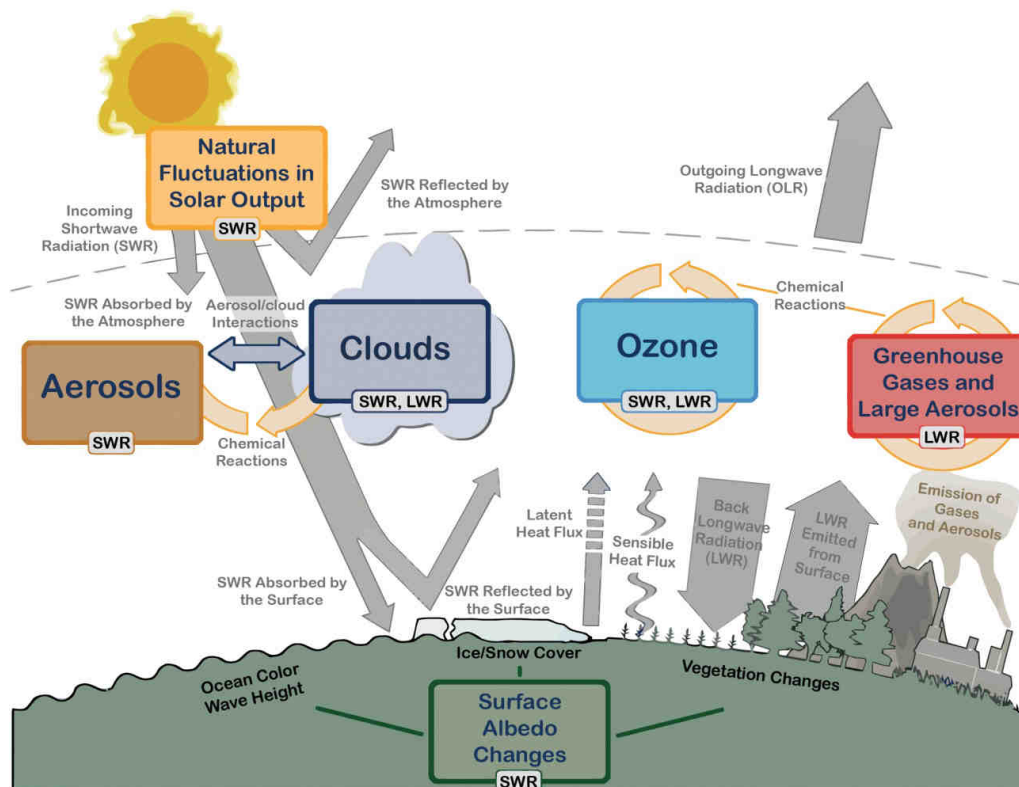 Natural
Fluctuations in
Solar Output
SWR
Incoming
Shortwave
Radiation (SWR)
SWR Reflected by
the Atmosphere
Outgoing Longwave
Radiation (OLR)
SWR Absorbed by
the Atmosphere
Aerosol/cloud
Interactions
Chemical
Reactions
Aerosols
SWR
Clouds
SWR, LWR
Ozone
SWR, LWR
Greenhouse
Gases and
Large Aerosols
LWR
Chemical
Reactions
Latent
Heat Flux
Sensible
Heat Flux
Back
Longwave
Radiation
(LWR)
LWR
Emitted
from
Surface
Emission of
Gases
and Aerosols
SWR Absorbed by
the Surface
SWR Reflected by
the Surface
Ice/Snow Cover
Ocean Color
Wave Height
Vegetation Changes
Surface
Albedo
Changes
SWR